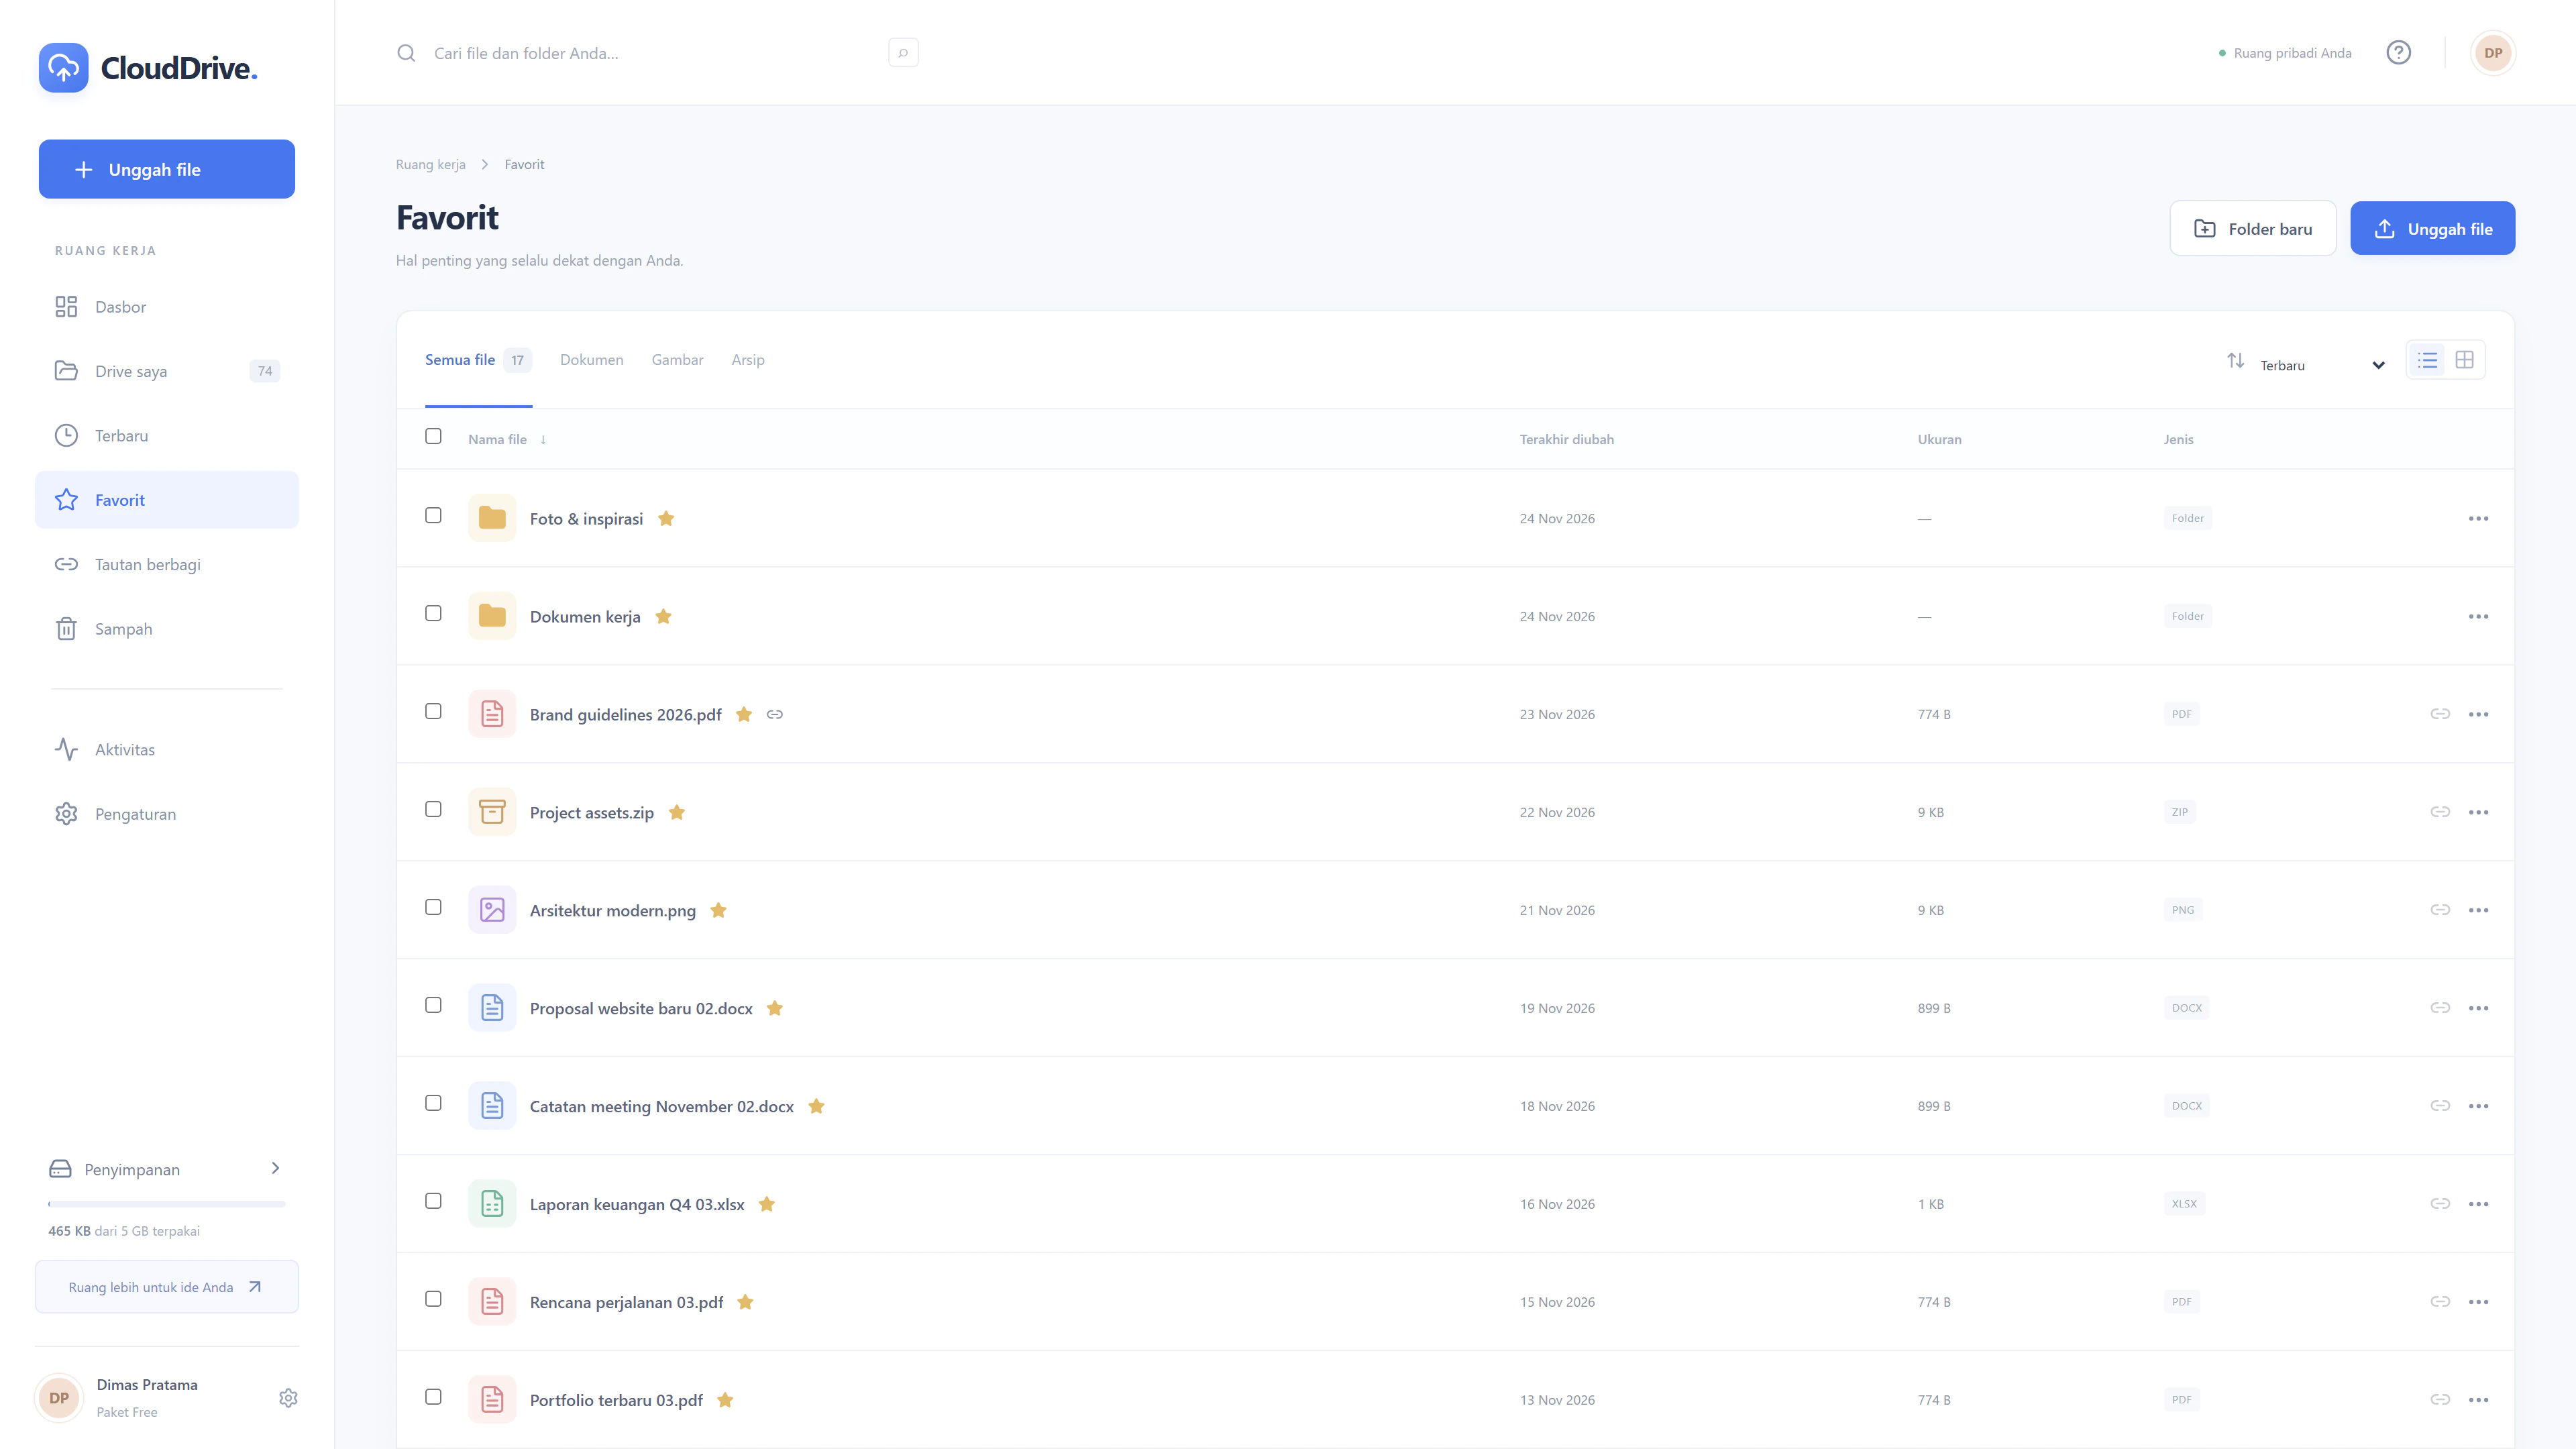 CloudDrive.
Unggah file
RUANG KERJA
Dasbor
Drive saya 74
Terbaru
Favorit
Tautan berbagi
Sampah
Aktivitas
Pengaturan
Penyimpanan
465 KB dari 5 GB terpakai
Ruang lebih untuk ide Anda
DP Dimas Pratama
Paket Free
Cari file dan folder Anda...
Ruang pribadi Anda
DP
Ruang kerja Favorit
Favorit
Hal penting yang selalu dekat dengan Anda.
Folder baru
Unggah file
Semua file 17 Dokumen Gambar Arsip
Terbaru
Nama file ↓ Terakhir diubah Ukuran Jenis
Foto & inspirasi 24 Nov 2026 — Folder
Dokumen kerja 24 Nov 2026 — Folder
Brand guidelines 2026.pdf 23 Nov 2026 774 B PDF
Project assets.zip 22 Nov 2026 9 KB ZIP
Arsitektur modern.png 21 Nov 2026 9 KB PNG
Proposal website baru 02.docx 19 Nov 2026 899 B DOCX
Catatan meeting November 02.docx 18 Nov 2026 899 B DOCX
Laporan keuangan Q4 03.xlsx 16 Nov 2026 1 KB XLSX
Rencana perjalanan 03.pdf 15 Nov 2026 774 B PDF
Portfolio terbaru 03.pdf 13 Nov 2026 774 B PDF